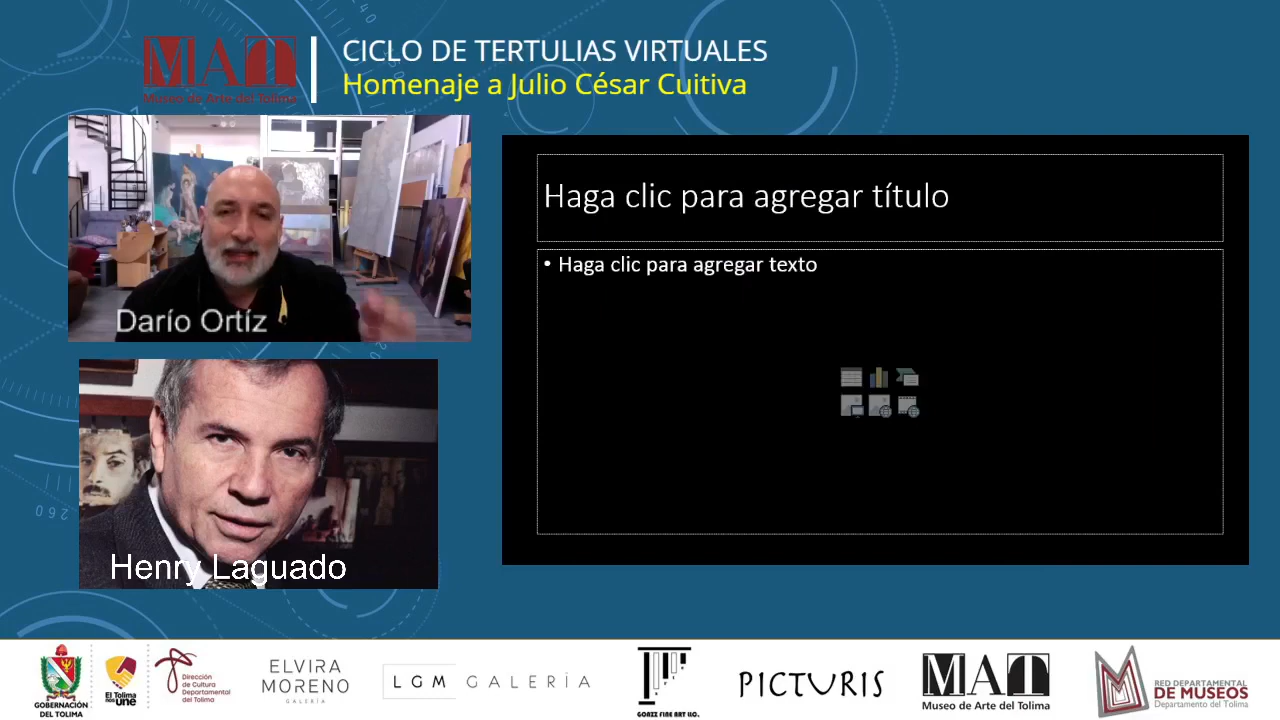 MAT
Museo de Arte del Tolima
CICLO DE TERTULIAS VIRTUALES
Homenaje a Julio César Cuitiva
Darío Ortíz
Henry Laguado
Haga clic para agregar título
• Haga clic para agregar texto
260
GOBERNACIÓN
DEL TOLIMA
El Tolima
nos une
Dirección
de Cultura
Departamental
del Tolima
ELVIRA
MORENO
GALERÍA
LGM GALERÍA
GOAZZ FINE ART LLC.
PICTURIS
MAT
Museo de Arte del Tolima
RED DEPARTAMENTAL
DE MUSEOS
Departamento del Tolima